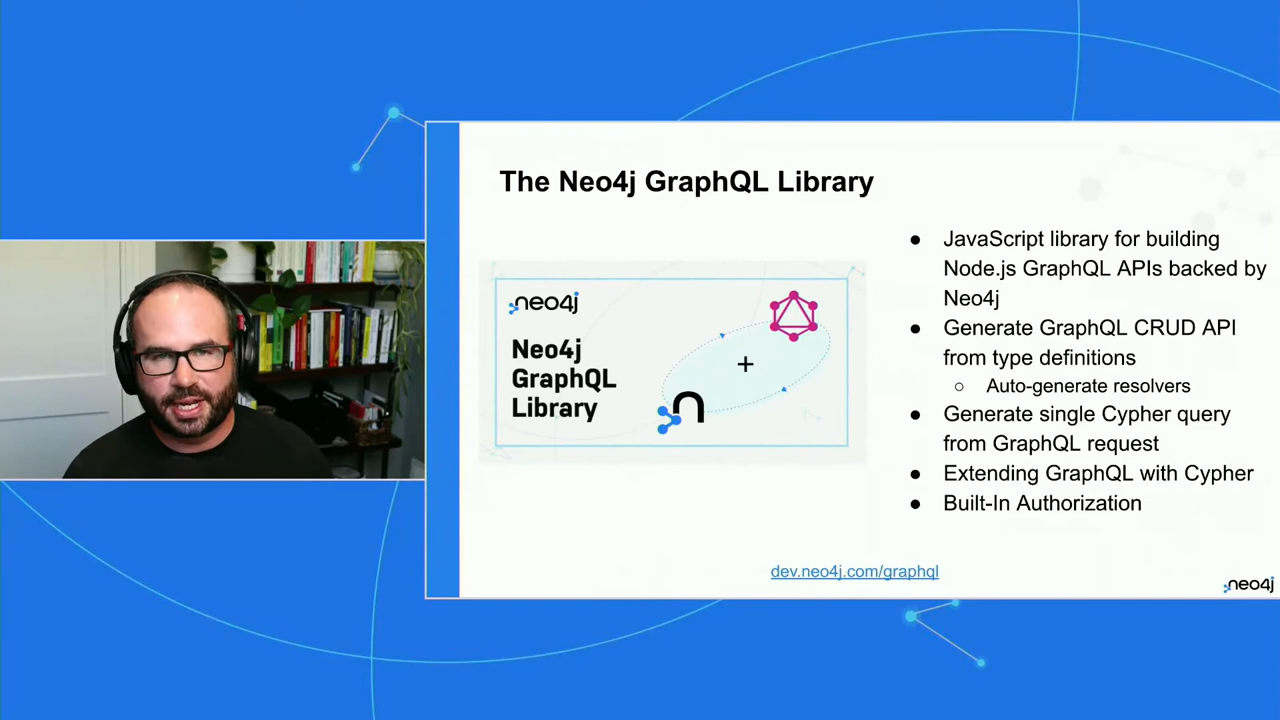 The Neo4j GraphQL Library
neo4j
Neo4j
GraphQL
Library
+
● JavaScript library for building
Node.js GraphQL APIs backed by
Neo4j
● Generate GraphQL CRUD API
from type definitions
○ Auto-generate resolvers
● Generate single Cypher query
from GraphQL request
● Extending GraphQL with Cypher
● Built-In Authorization
dev.neo4j.com/graphql
neo4j